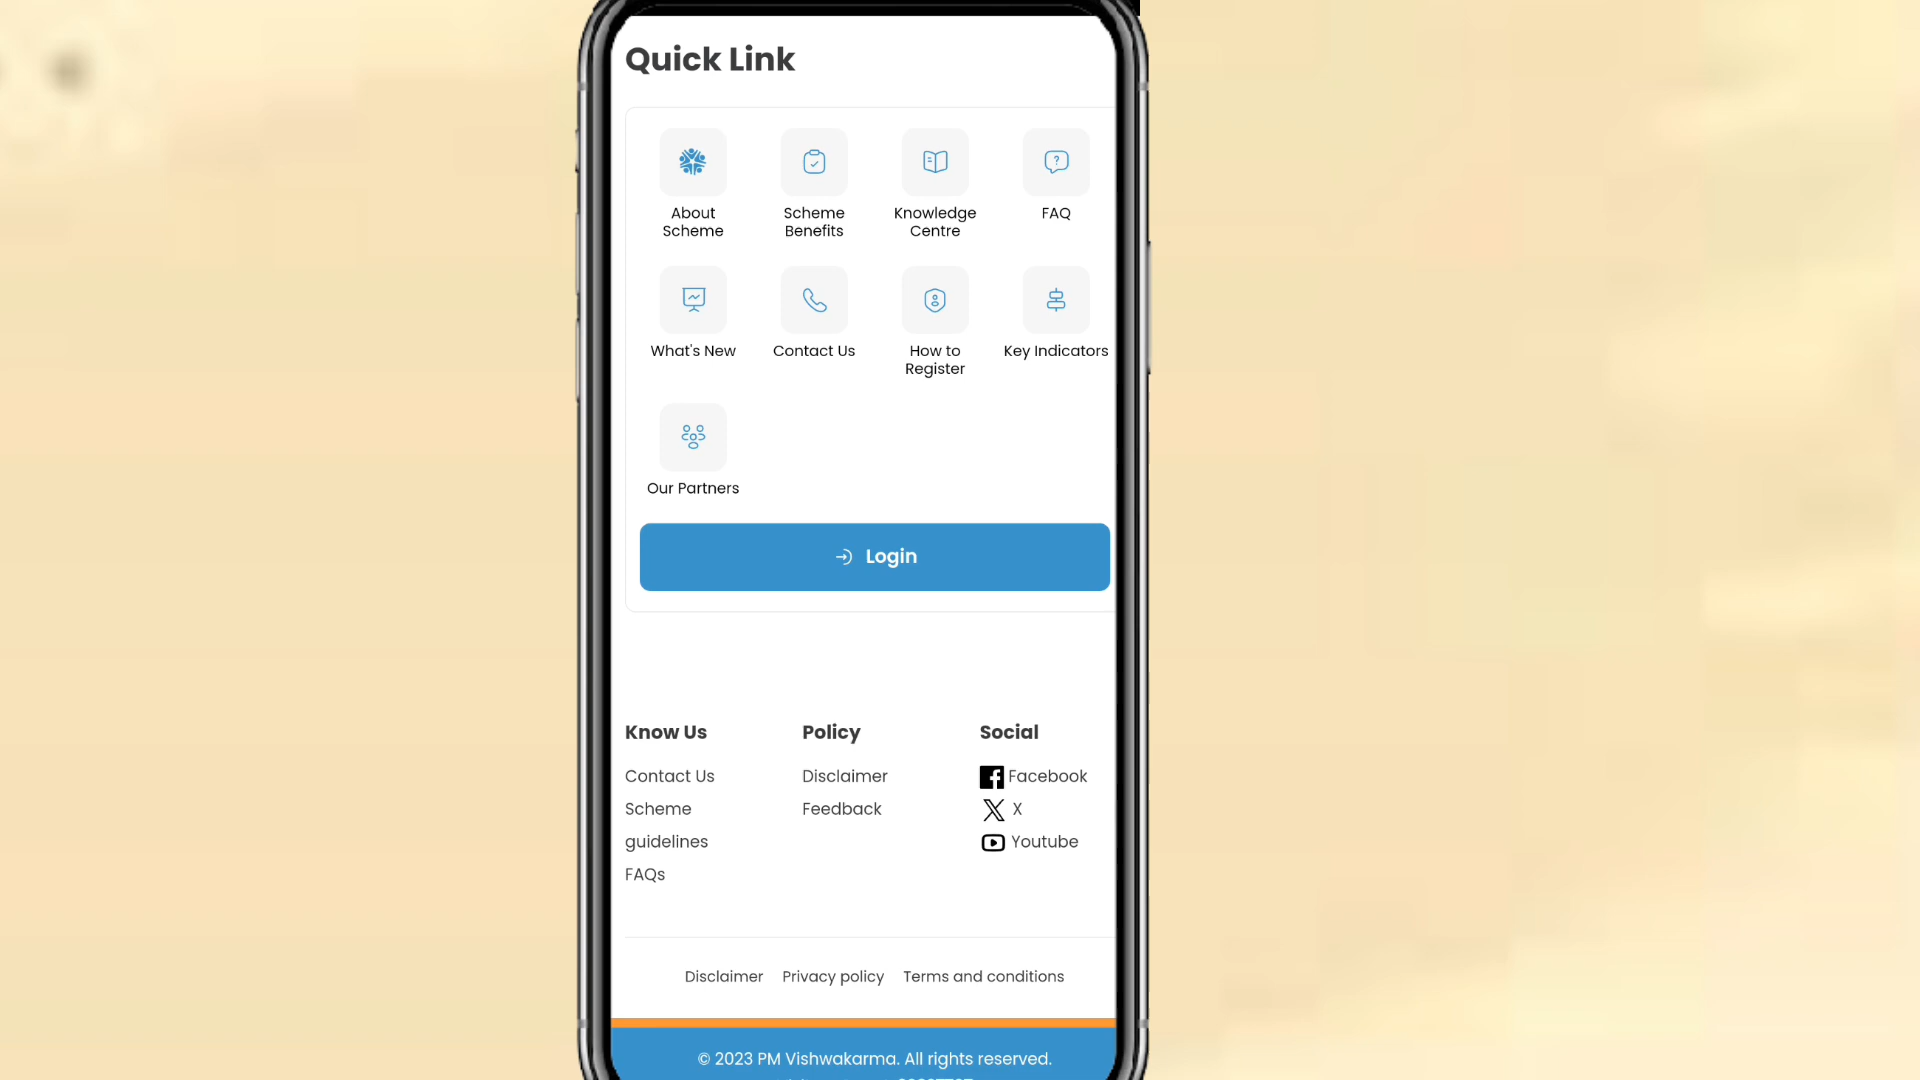 Quick Link
About
Scheme
Scheme
Benefits
Knowledge
Centre
FAQ
What's New
Contact Us
How to
Register
Key Indicators
Our Partners
Login
Know Us
Contact Us
Scheme
guidelines
FAQs
Policy
Disclaimer
Feedback
Social
Facebook
X
Youtube
Disclaimer Privacy policy Terms and conditions
© 2023 PM Vishwakarma. All rights reserved.